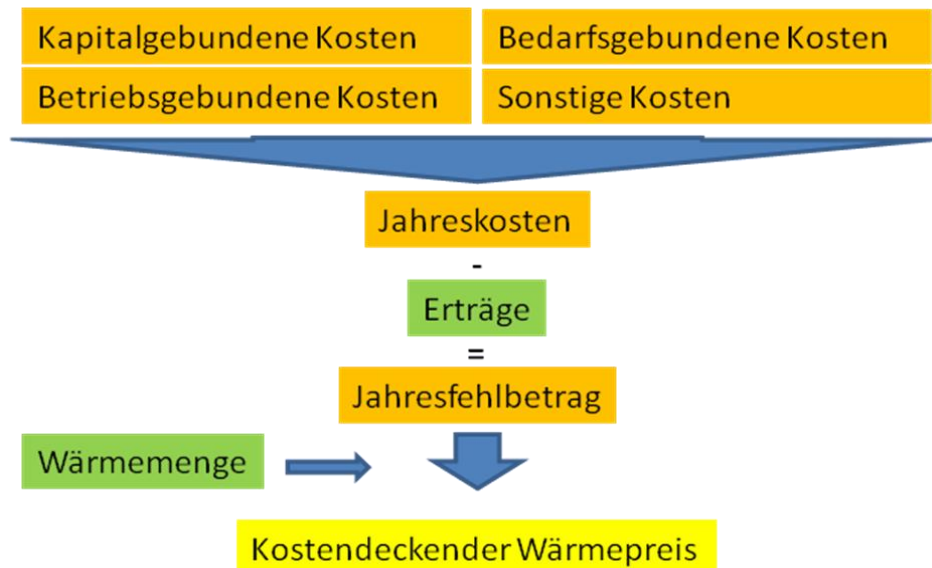 Kapitalgebundene Kosten
Bedarfsgebundene Kosten
Betriebsgebundene Kosten
Sonstige Kosten
Jahreskosten
-
Erträge
=
Jahresfehlbetrag
Wärmemenge
Kostendeckender Wärmepreis